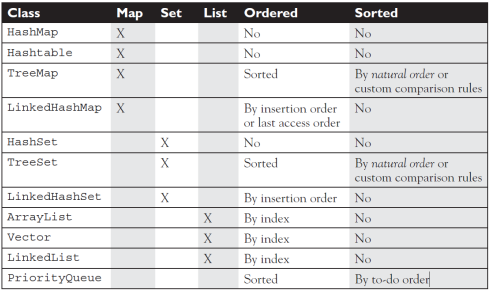 Class Map Set List Ordered Sorted
HashMap X No No
Hashtable X No No
TreeMap X Sorted By natural order or
custom comparison rules
LinkedHashMap X By insertion order No
or last access order
HashSet X No No
TreeSet X Sorted By natural order or
custom comparison rules
LinkedHashSet X By insertion order No
ArrayList X By index No
Vector X By index No
LinkedList X By index No
PriorityQueue Sorted By to-do order